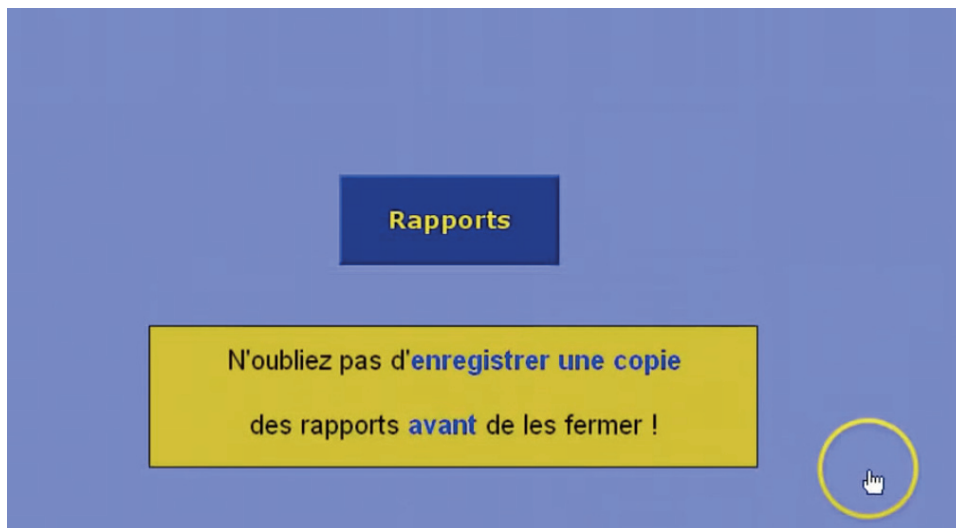 Rapports
N'oubliez pas d'enregistrer une copie
des rapports avant de les fermer !